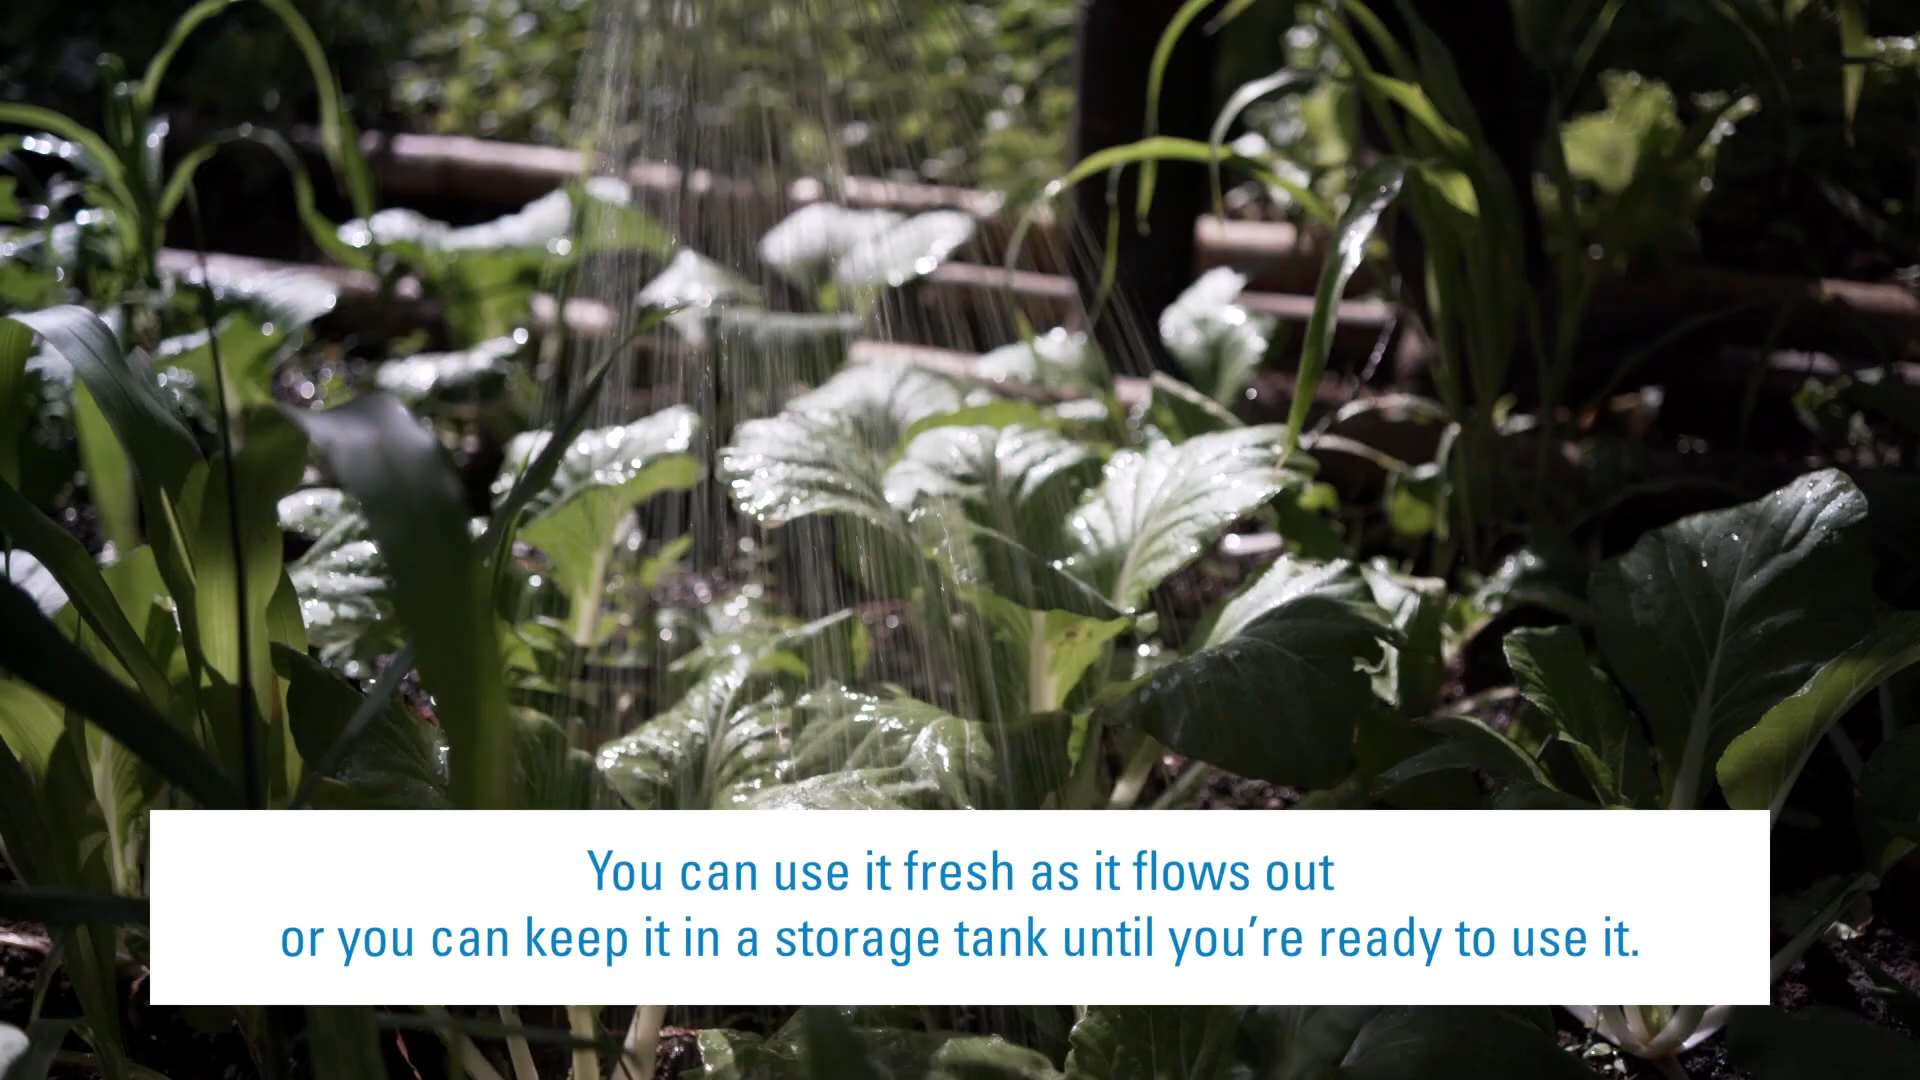 You can use it fresh as it flows out
or you can keep it in a storage tank until you’re ready to use it.